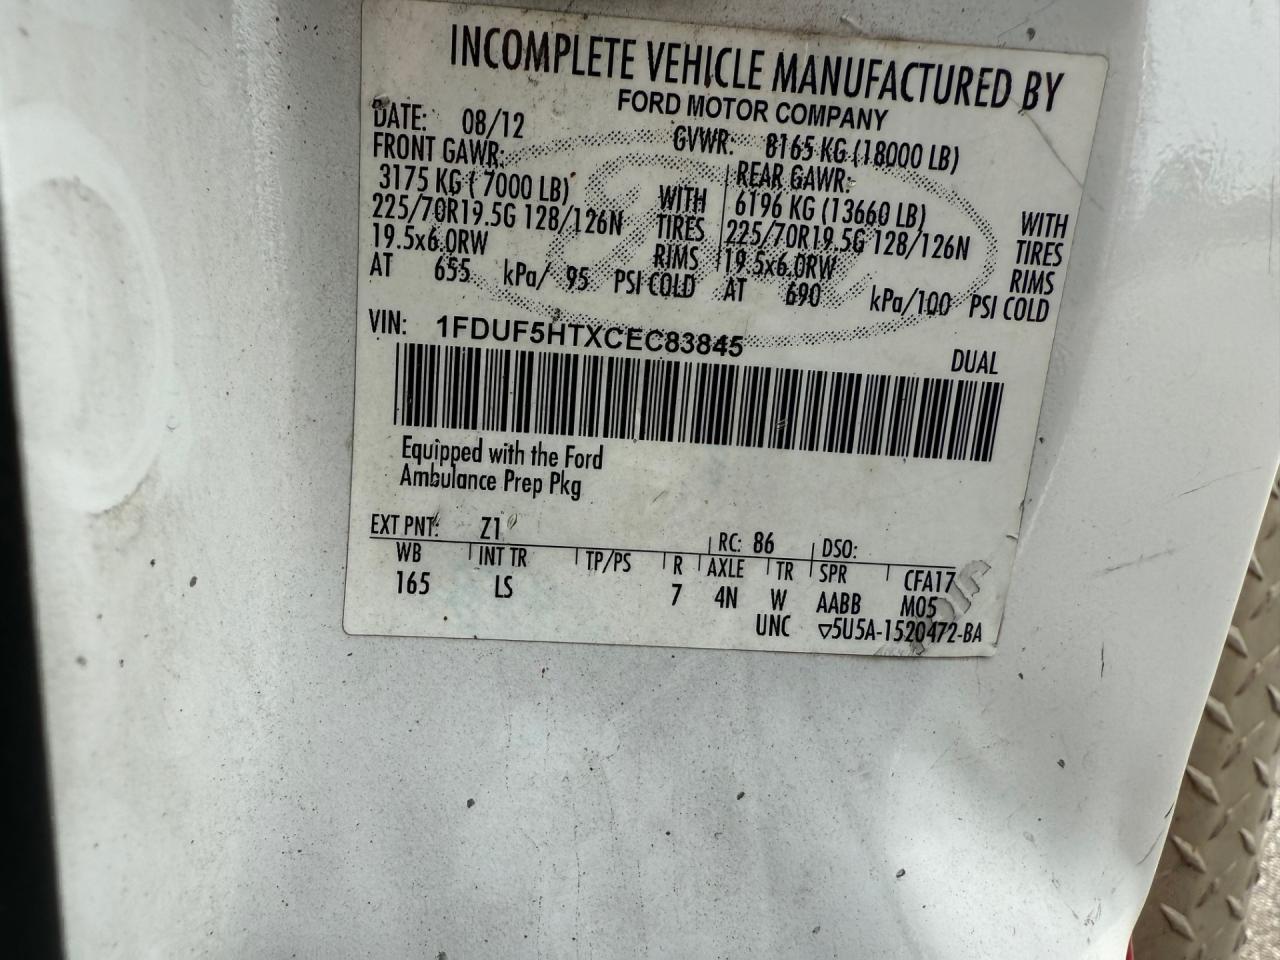 INCOMPLETE VEHICLE MANUFACTURED BY
FORD MOTOR COMPANY
DATE: 08/12 GVWR: 8165 KG (18000 LB)
FRONT GAWR: REAR GAWR:
3175 KG ( 7000 LB) WITH 6196 KG (13660 LB) WITH
225/70R19.5G 128/126N TIRES 225/70R19.5G 128/126N TIRES
19.5x6.0RW RIMS 19.5x6.0RW RIMS
AT 655 kPa/ 95 PSI COLD AT 690 kPa/100 PSI COLD
VIN: 1FDUF5HTXCEC83845
DUAL
Equipped with the Ford
Ambulance Prep Pkg
EXT PNT: Z1 RC: 86 DSO:
WB INT TR TP/PS R AXLE TR SPR CFA17
165 LS 7 4N W AABB M05
UNC ▽5U5A-1520472-BA